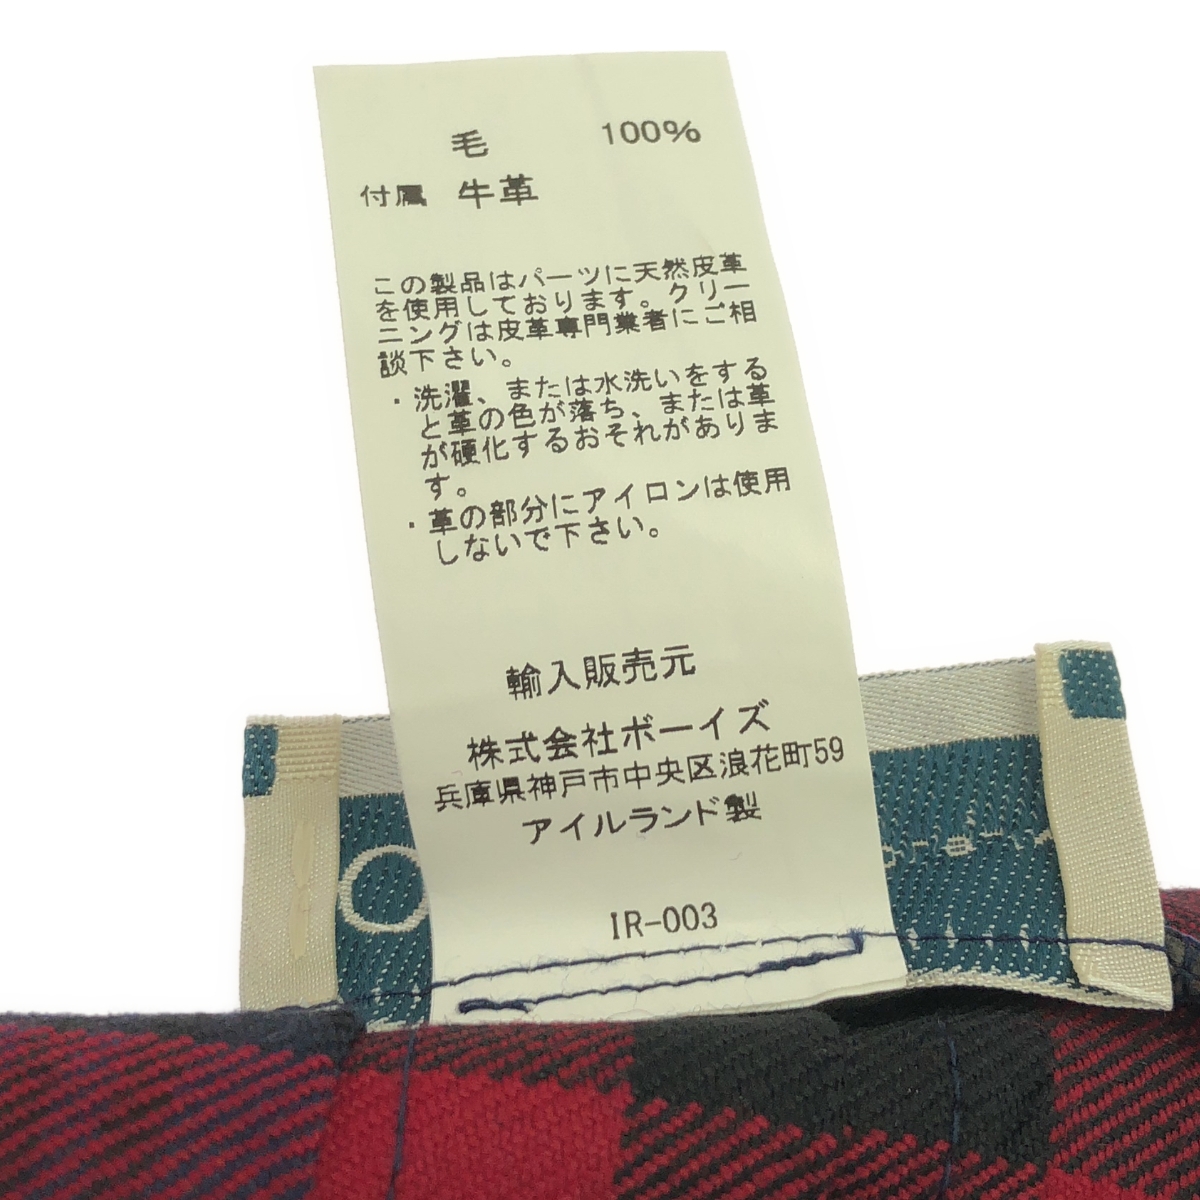 毛 100%
付属 牛革
この製品はパーツに天然皮革
を使用しております。クリー
ニングは皮革専門業者にご相
談下さい。
・洗濯、または水洗いをする
と革の色が落ち、または革
が硬化するおそれがありま
す。
・革の部分にアイロンは使用
しないで下さい。
輸入販売元
株式会社ボーイズ
兵庫県神戸市中央区浪花町59
アイルランド製
IR-003